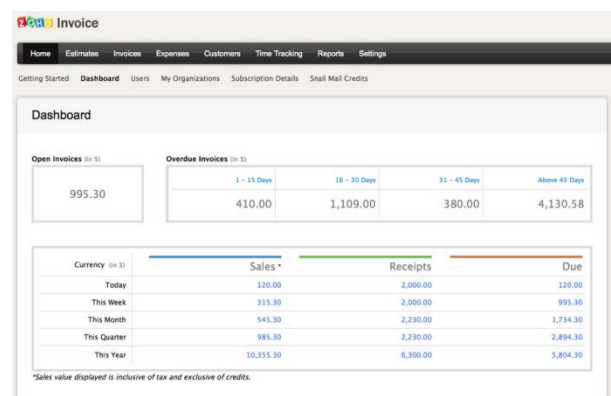 ZOHO Invoice
Home Estimates Invoices Expenses Customers Time Tracking Reports Settings
Getting Started Dashboard Users My Organizations Subscription Details Snail Mail Credits
Dashboard
Open Invoices (in $) Overdue Invoices (in $)
1 - 15 Days 16 - 30 Days 31 - 45 Days Above 45 Days
995.30 410.00 1,109.00 380.00 4,130.58
Currency (in $) Sales * Receipts Due
Today 120.00 2,000.00 120.00
This Week 315.30 2,000.00 995.30
This Month 545.30 2,230.00 1,734.30
This Quarter 985.30 2,230.00 2,894.30
This Year 10,355.30 6,300.00 5,804.30
*Sales value displayed is inclusive of tax and exclusive of credits.